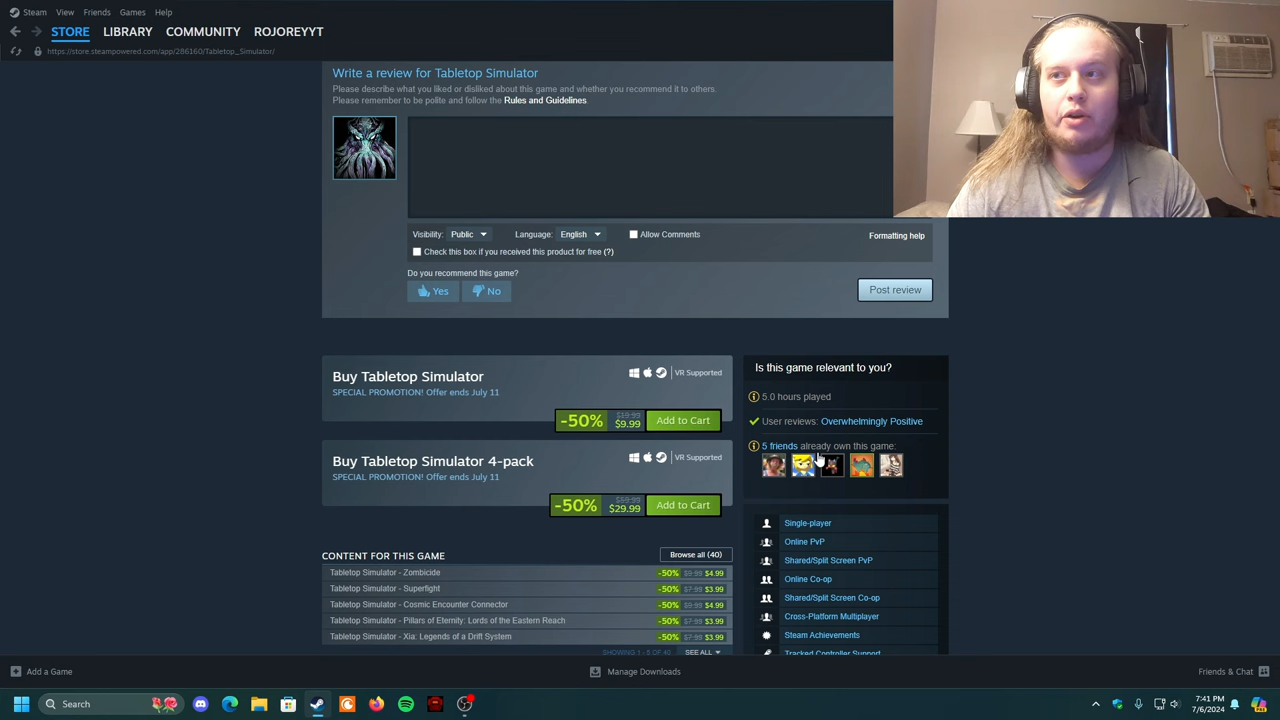 Steam View Friends Games Help
STORE LIBRARY COMMUNITY ROJOREYYT
https://store.steampowered.com/app/286160/Tabletop_Simulator/
Write a review for Tabletop Simulator
Please describe what you liked or disliked about this game and whether you recommend it to others.
Please remember to be polite and follow the Rules and Guidelines.
Visibility: Public Language: English Allow Comments Formatting help
Check this box if you received this product for free (?)
Do you recommend this game?
Yes No Post review
Buy Tabletop Simulator VR Supported
SPECIAL PROMOTION! Offer ends July 11
-50% $19.99 $9.99 Add to Cart
Buy Tabletop Simulator 4-pack VR Supported
SPECIAL PROMOTION! Offer ends July 11
-50% $59.99 $29.99 Add to Cart
CONTENT FOR THIS GAME Browse all (40)
Tabletop Simulator - Zombicide -50% $9.99 $4.99
Tabletop Simulator - Superfight -50% $7.99 $3.99
Tabletop Simulator - Cosmic Encounter Connector -50% $9.99 $4.99
Tabletop Simulator - Pillars of Eternity: Lords of the Eastern Reach -50% $7.99 $3.99
Tabletop Simulator - Xia: Legends of a Drift System -50% $7.99 $3.99
SHOWING 1 - 5 OF 40 SEE ALL
Is this game relevant to you?
5.0 hours played
User reviews: Overwhelmingly Positive
5 friends already own this game:
Single-player
Online PvP
Shared/Split Screen PvP
Online Co-op
Shared/Split Screen Co-op
Cross-Platform Multiplayer
Steam Achievements
Tracked Controller Support
Add a Game Manage Downloads Friends & Chat
Search
7:41 PM
7/6/2024